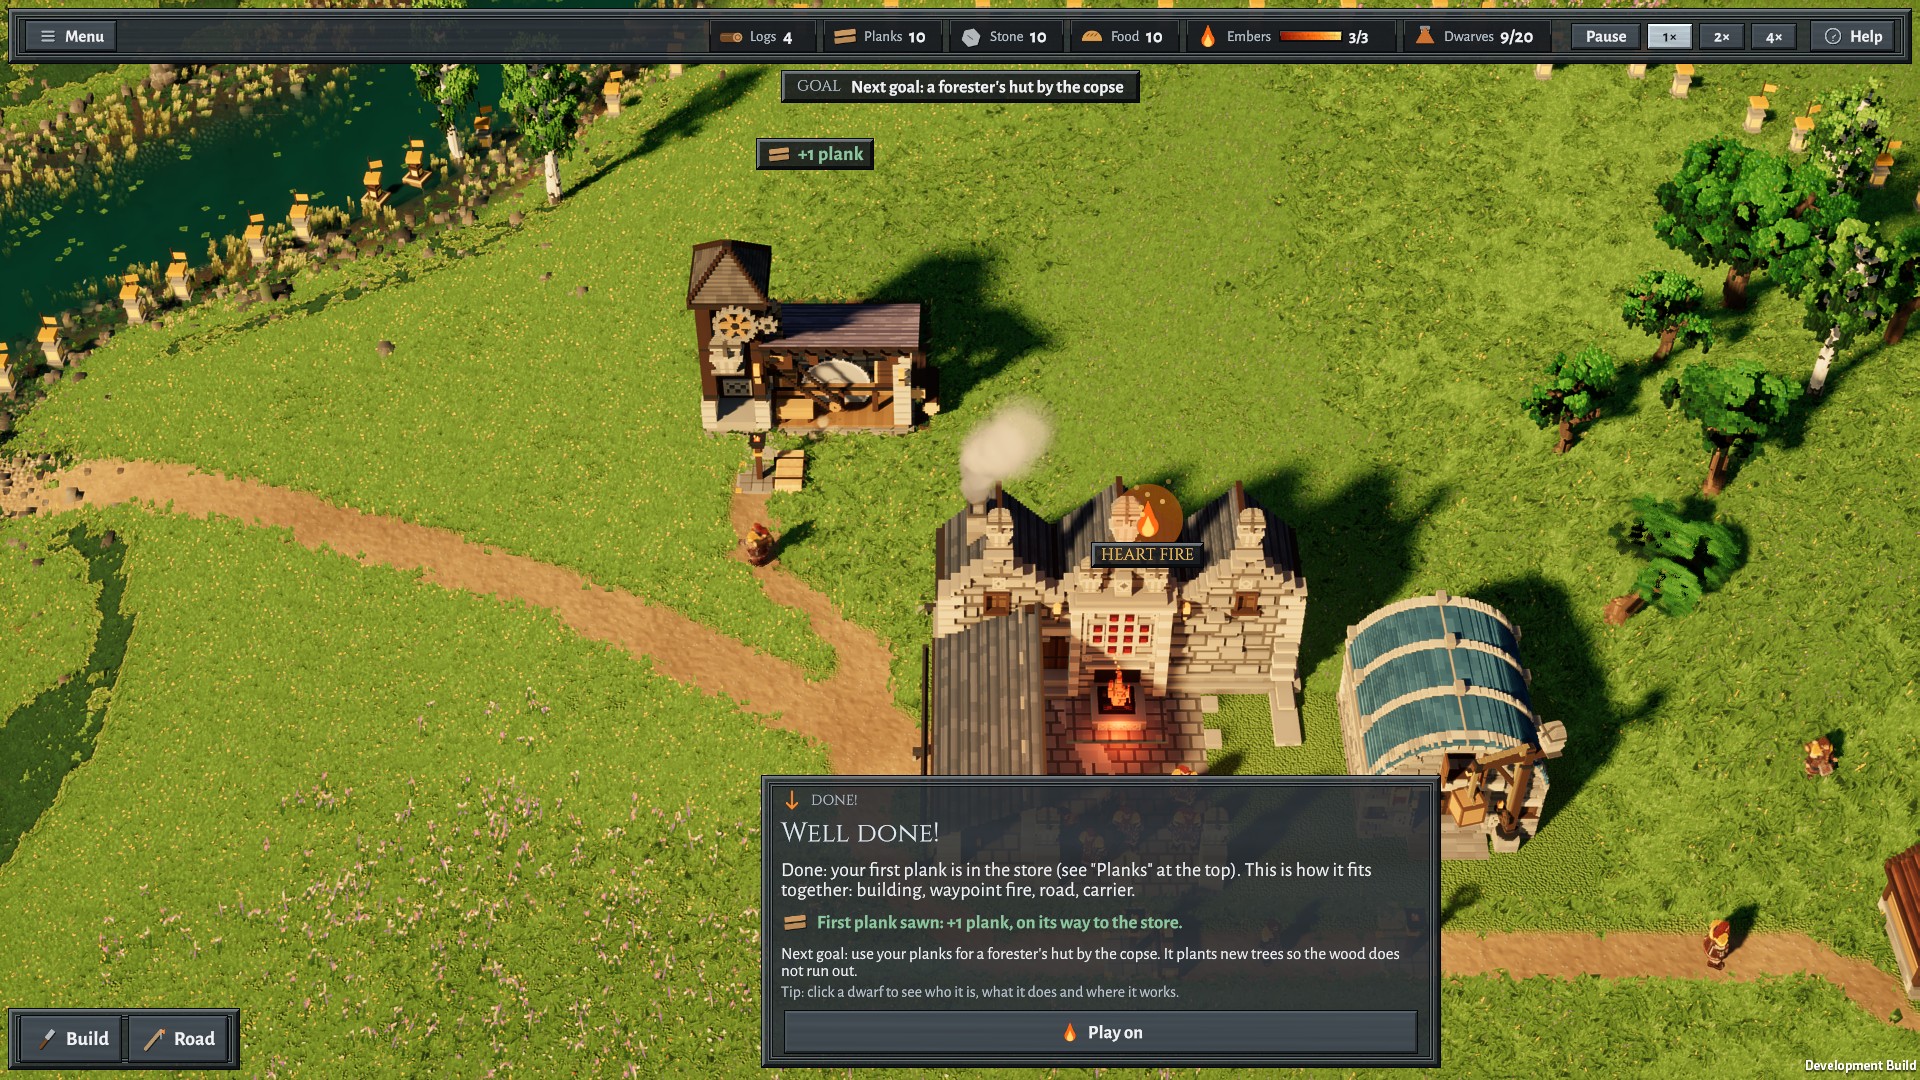 Menu
Logs 4
Planks 10
Stone 10
Food 10
Embers 3/3
Dwarves 9/20
Pause
1×
2×
4×
Help
GOAL Next goal: a forester's hut by the copse
+1 plank
HEART FIRE
DONE!
WELL DONE!
Done: your first plank is in the store (see "Planks" at the top). This is how it fits
together: building, waypoint fire, road, carrier.
First plank sawn: +1 plank, on its way to the store.
Next goal: use your planks for a forester's hut by the copse. It plants new trees so the wood does
not run out.
Tip: click a dwarf to see who it is, what it does and where it works.
Play on
Build
Road
Development Build